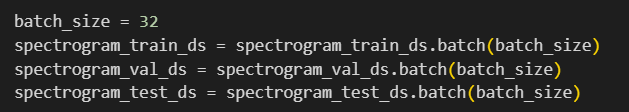 batch_size = 32
spectrogram_train_ds = spectrogram_train_ds.batch(batch_size)
spectrogram_val_ds = spectrogram_val_ds.batch(batch_size)
spectrogram_test_ds = spectrogram_test_ds.batch(batch_size)